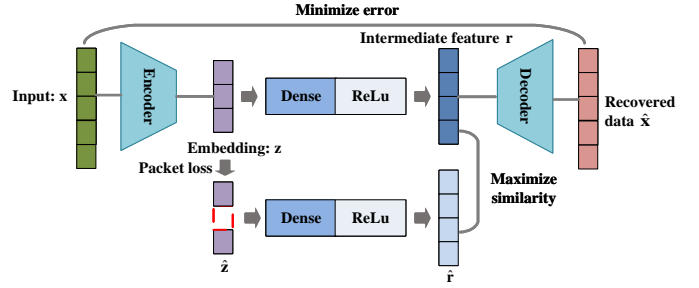 Minimize error
Intermediate feature r
Input: x
Encoder
Dense
ReLu
Decoder
Recovered
data x̂
Embedding: z
Packet loss
Maximize
similarity
Dense
ReLu
ẑ
r̂